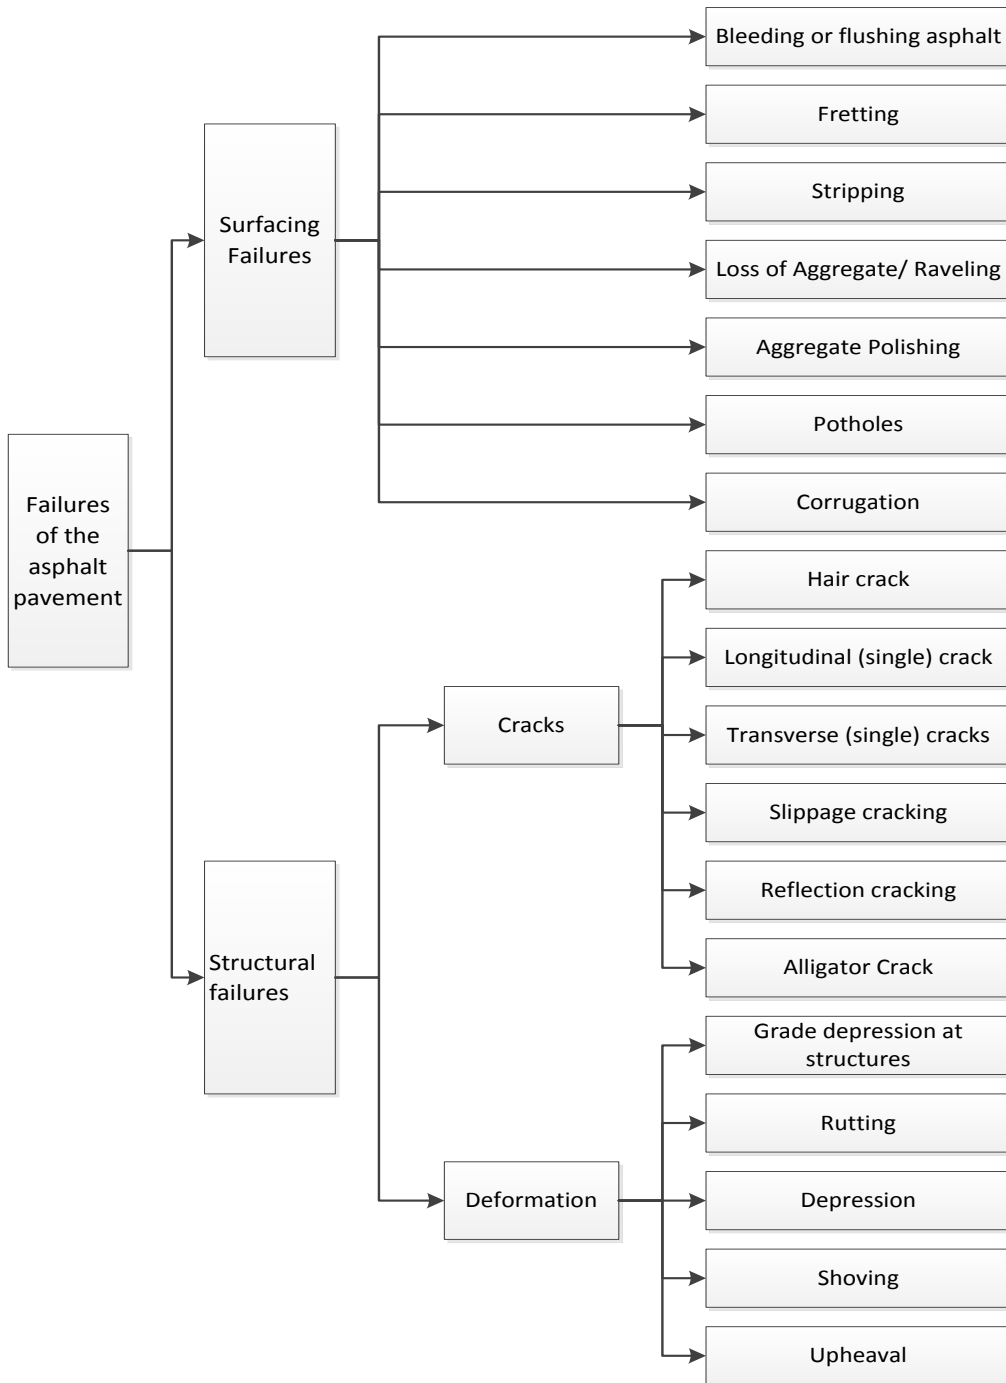 Bleeding or flushing asphalt
Fretting
Stripping
Surfacing
Failures
Loss of Aggregate/ Raveling
Aggregate Polishing
Potholes
Corrugation
Failures
of the
asphalt
pavement
Hair crack
Longitudinal (single) crack
Cracks
Transverse (single) cracks
Slippage cracking
Reflection cracking
Alligator Crack
Structural
failures
Grade depression at
structures
Rutting
Deformation
Depression
Shoving
Upheaval